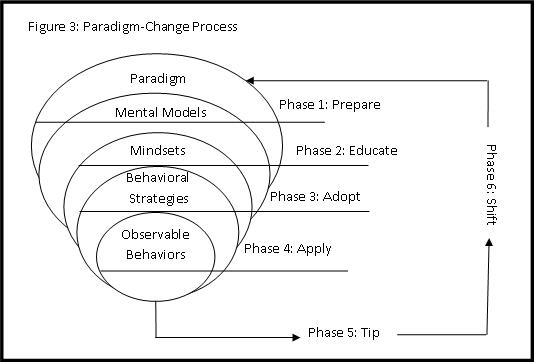 Figure 3: Paradigm-Change Process
Paradigm
Phase 1: Prepare
Mental Models
Phase 2: Educate
Mindsets
Behavioral
Strategies
Phase 3: Adopt
Observable
Behaviors
Phase 4: Apply
Phase 5: Tip
Phase 6: Shift